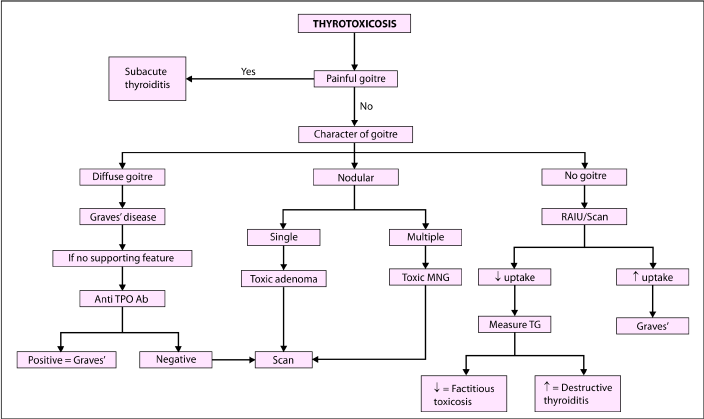 THYROTOXICOSIS
Subacute
thyroiditis
Yes
Painful goitre
No
Character of goitre
Diffuse goitre
Nodular
No goitre
Graves' disease
RAIU/Scan
Single
Multiple
If no supporting feature
Toxic adenoma
Toxic MNG
↓ uptake
↑ uptake
Anti TPO Ab
Measure TG
Graves'
Positive = Graves'
Negative
Scan
↓ = Factitious
toxicosis
↑ = Destructive
thyroiditis